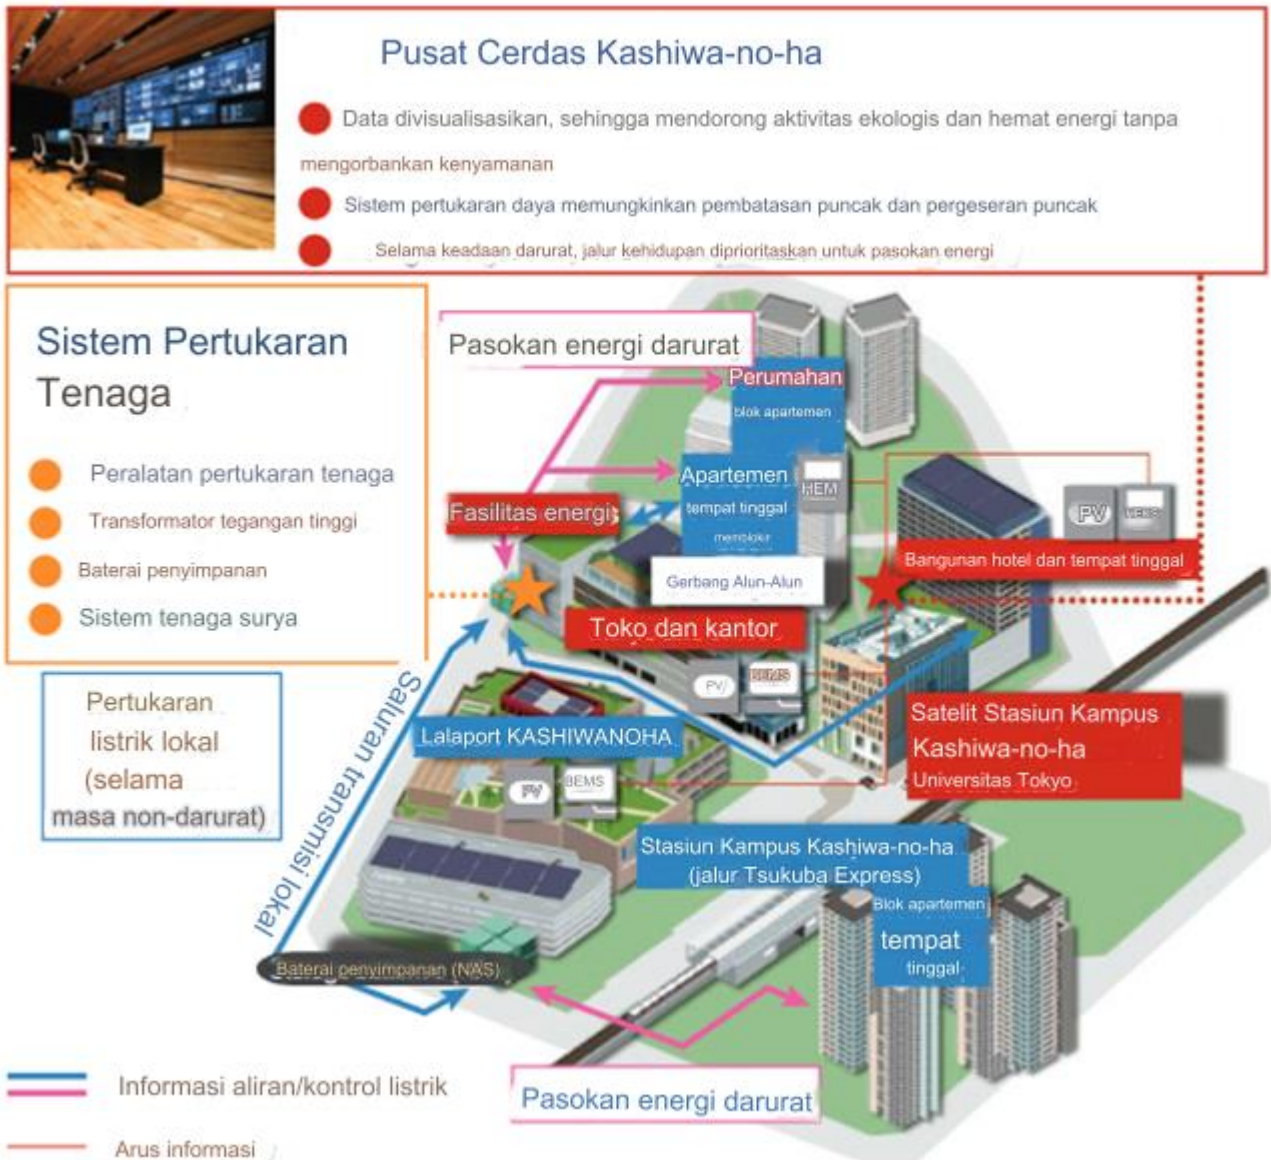 Pusat Cerdas Kashiwa-no-ha
Data divisualisasikan, sehingga mendorong aktivitas ekologis dan hemat energi tanpa
mengorbankan kenyamanan
Sistem pertukaran daya memungkinkan pembatasan puncak dan pergeseran puncak
Selama keadaan darurat, jalur kehidupan diprioritaskan untuk pasokan energi
Sistem Pertukaran
Tenaga
Peralatan pertukaran tenaga
Transformator tegangan tinggi
Baterai penyimpanan
Sistem tenaga surya
Pasokan energi darurat
Perumahan
blok apartemen
Apartemen
tempat tinggal
memblokir
HEM
Fasilitas energi
Gerbang Alun-Alun
PV
Bangunan hotel dan tempat tinggal
Toko dan kantor
PV
BEMS
Pertukaran
listrik lokal
(selama
masa non-darurat)
Saluran transmisi lokal
Lalaport KASHIWANOHA
PV
BEMS
Satelit Stasiun Kampus
Kashiwa-no-ha
Universitas Tokyo
Stasiun Kampus Kashiwa-no-ha
(jalur Tsukuba Express)
Blok apartemen
tempat
tinggal
Baterai penyimpanan (NAS)
Informasi aliran/kontrol listrik
Pasokan energi darurat
Arus informasi